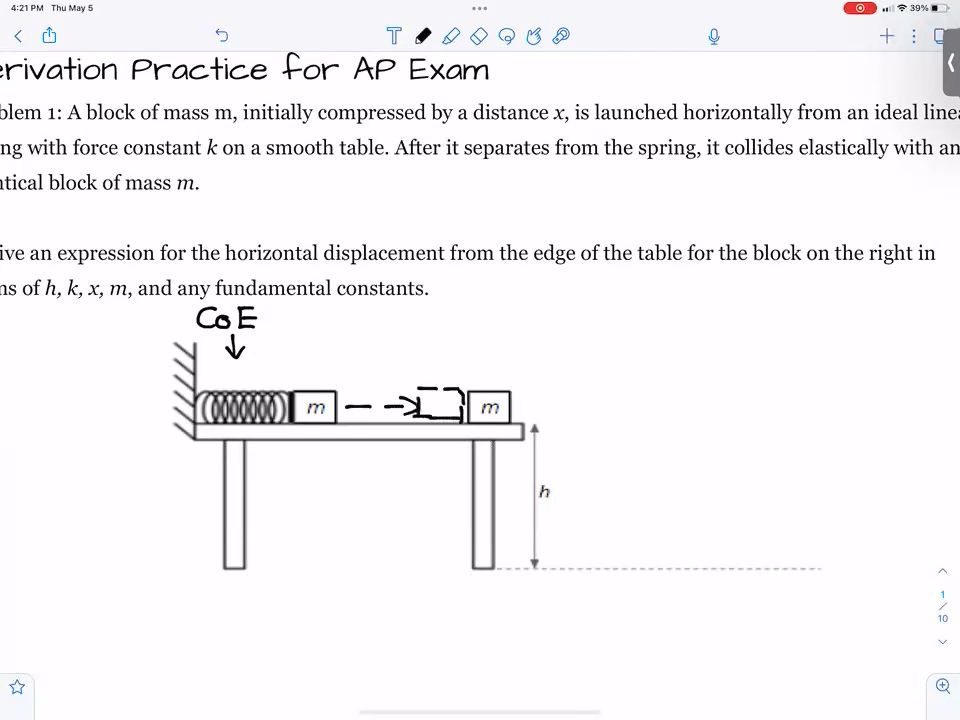 4:21 PM Thu May 5
39%
erivation Practice for AP Exam
blem 1: A block of mass m, initially compressed by a distance x, is launched horizontally from an ideal linea
ng with force constant k on a smooth table. After it separates from the spring, it collides elastically with an
ntical block of mass m.
ive an expression for the horizontal displacement from the edge of the table for the block on the right in
ms of h, k, x, m, and any fundamental constants.
CoE
m
m
h
1
/
10